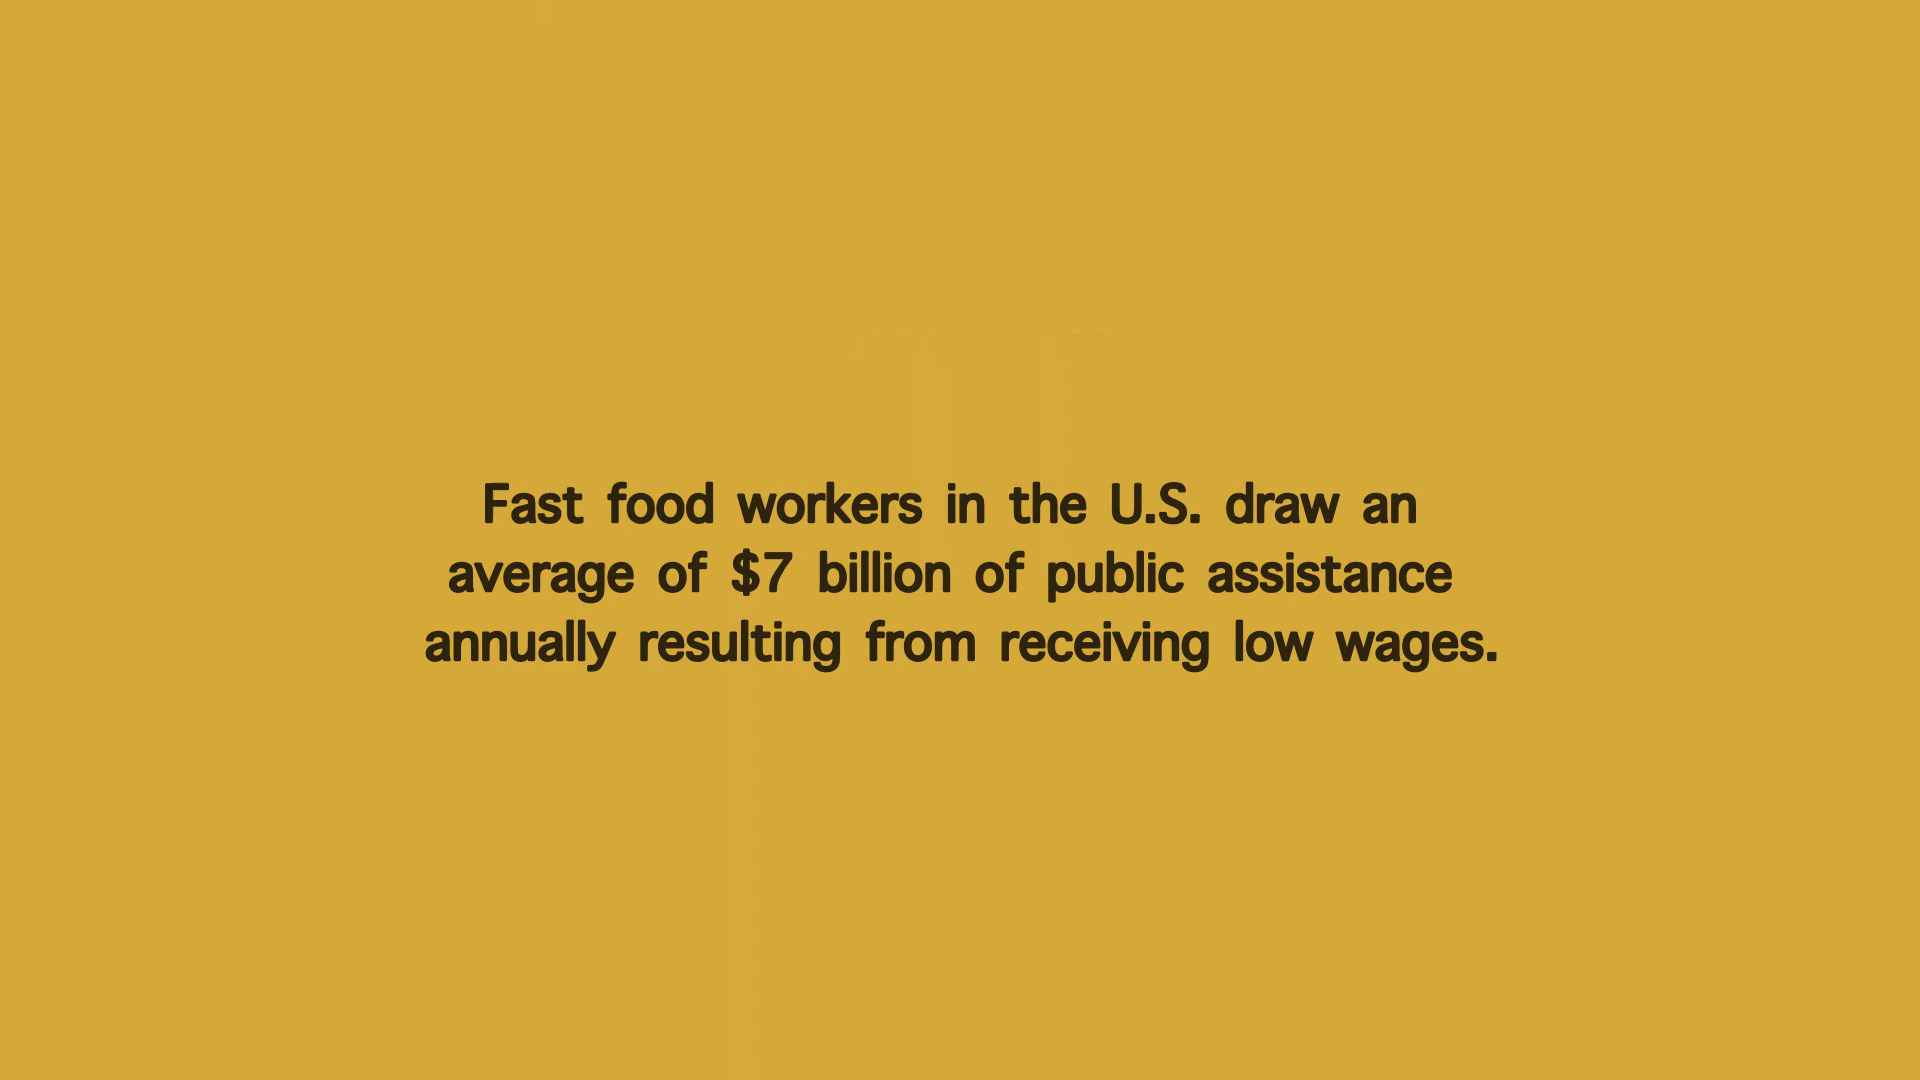 Fast food workers in the U.S. draw an
average of $7 billion of public assistance
annually resulting from receiving low wages.